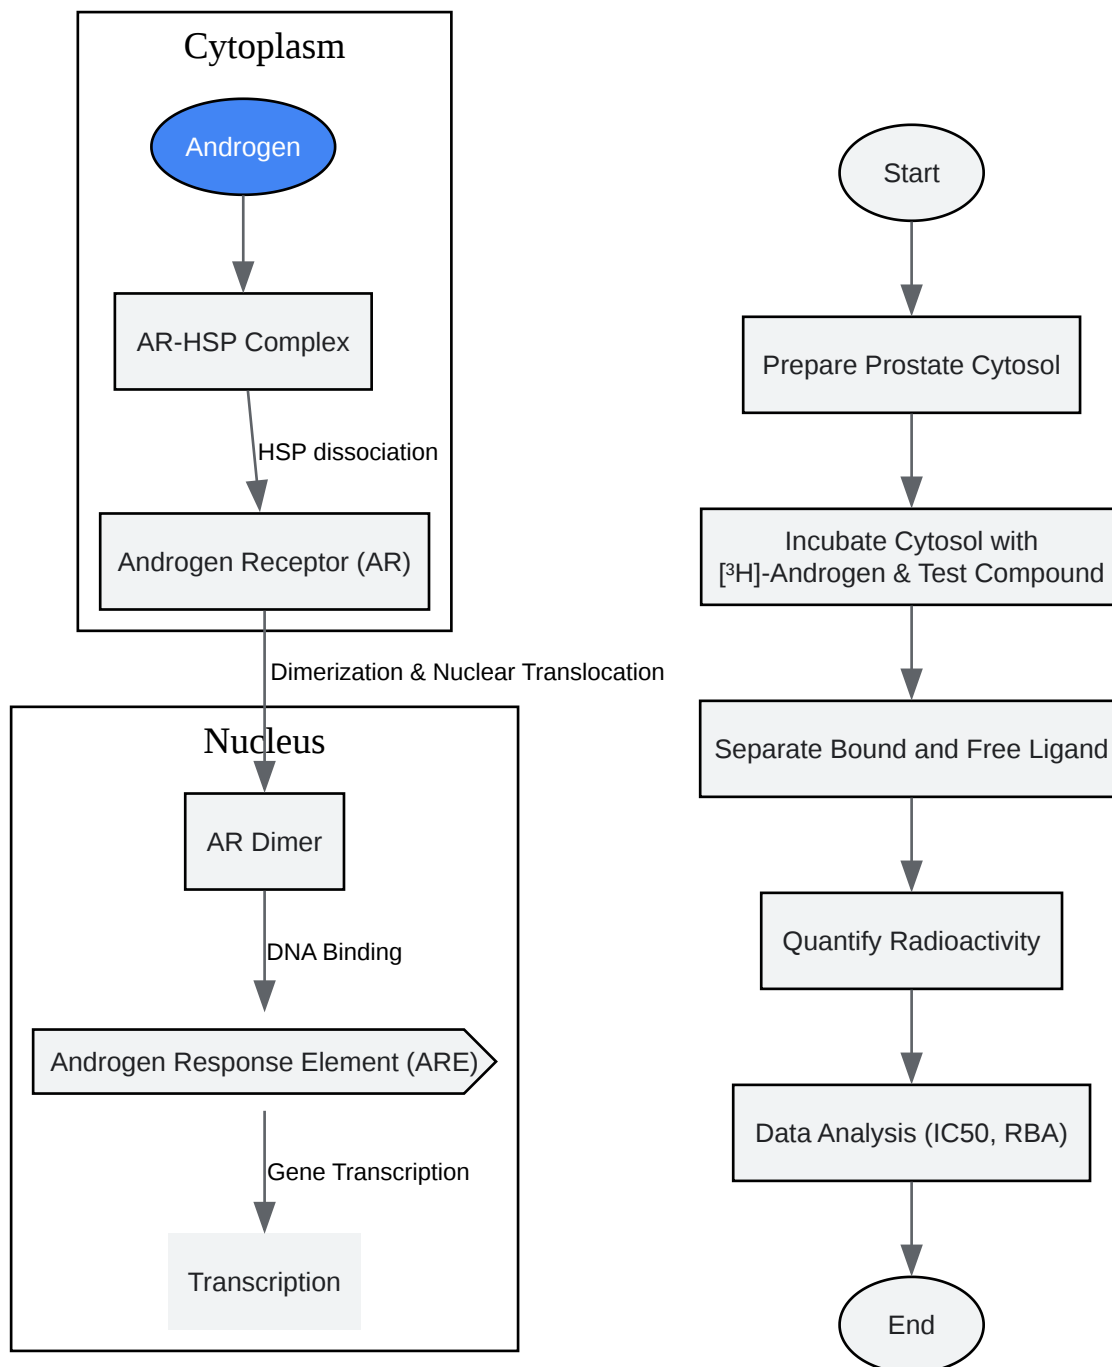 Cytoplasm
Androgen
AR-HSP Complex
HSP dissociation
Androgen Receptor (AR)
Dimerization & Nuclear Translocation
Nucleus
AR Dimer
DNA Binding
Androgen Response Element (ARE)
Gene Transcription
Transcription
Start
Prepare Prostate Cytosol
Incubate Cytosol with
[³H]-Androgen & Test Compound
Separate Bound and Free Ligand
Quantify Radioactivity
Data Analysis (IC50, RBA)
End